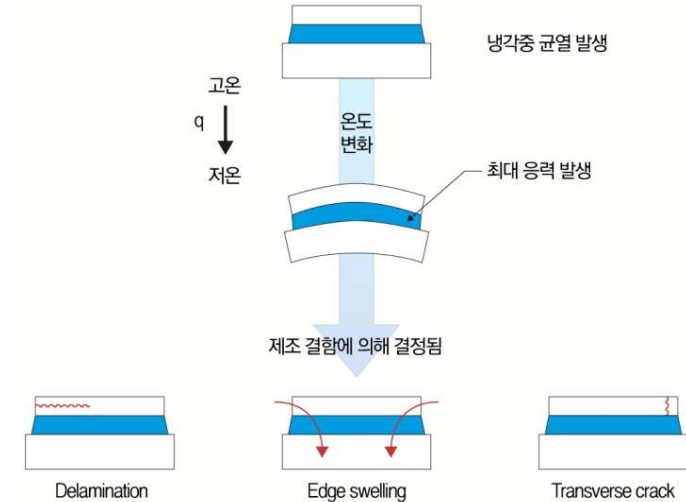 냉각중 균열 발생
고온
q
저온
온도
변화
최대 응력 발생
제조 결함에 의해 결정됨
Delamination
Edge swelling
Transverse crack